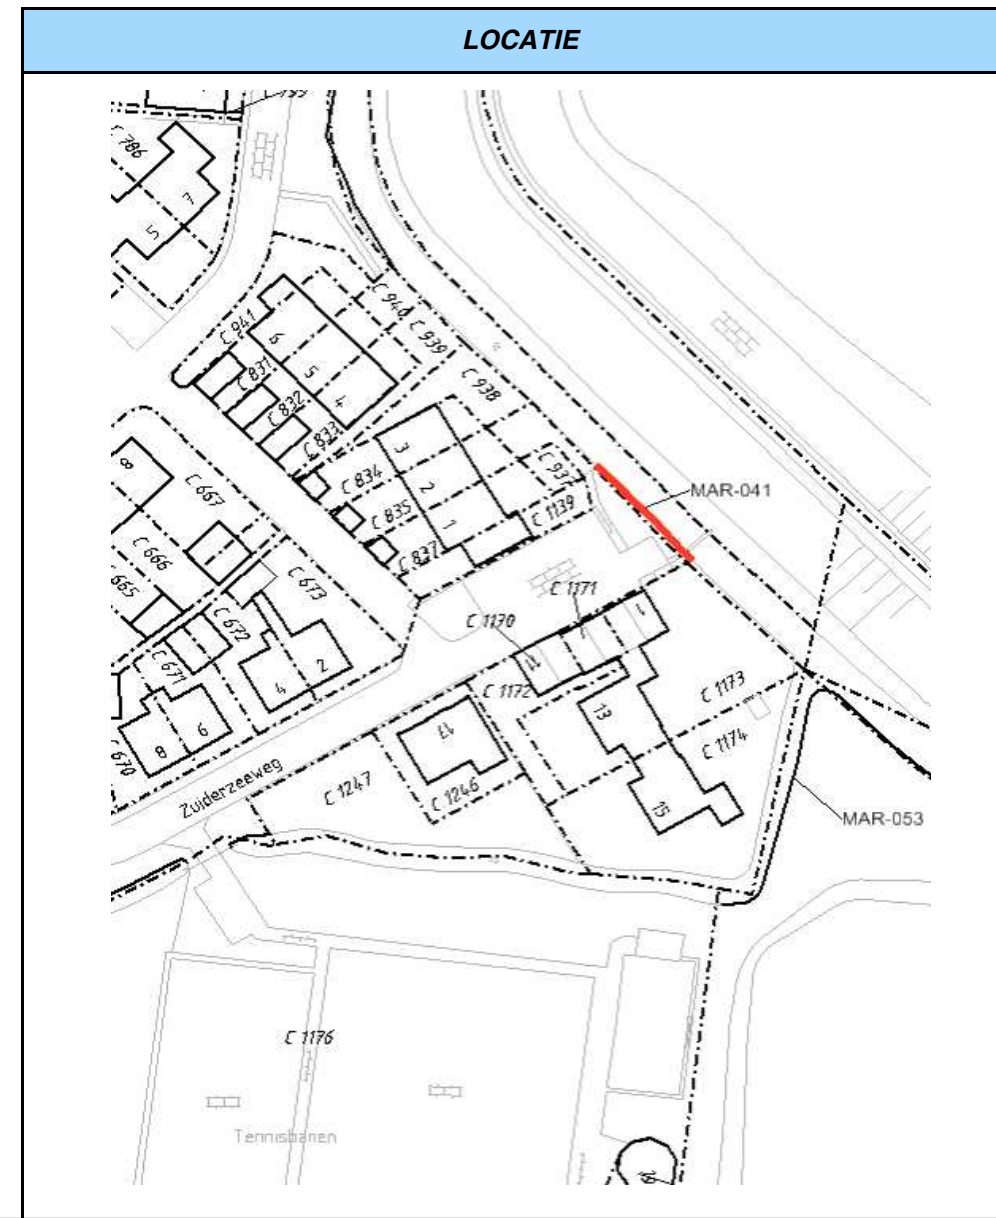 LOCATIE
C 786
7
5
C 941
C 940
C 939
6
5
4
C 831
C 832
C 833
C 938
3
2
1
C 834
C 835
C 837
C 937
C 1139
MAR-041
8
C 667
C 666
C 665
C 673
C 672
C 671
C 670
2
4
6
8
C 1171
C 1170
11
C 1172
C 1173
13
C 1174
15
17
C 1246
C 1247
Zuiderzeeweg
MAR-053
C 1176
Tennisbanen